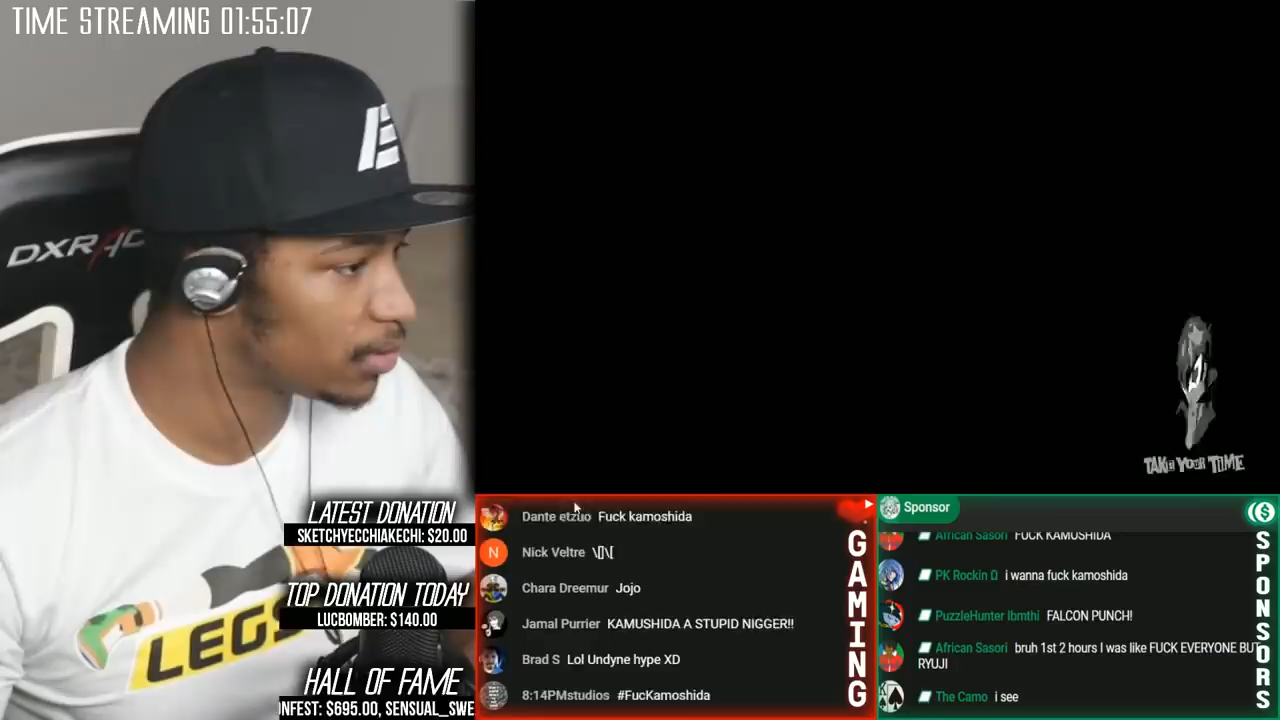 TIME STREAMING 01:55:07
DXRAC
LEGS
LATEST DONATION
SKETCHYECCHIAKECHI: $20.00
TOP DONATION TODAY
LUCBOMBER: $140.00
HALL OF FAME
ONFEST: $695.00, SENSUAL_SWE
TAKE YOUR TIME
Dante etzuo Fuck kamoshida
Nick Veltre \[]\[
Chara Dreemur Jojo
Jamal Purrier KAMUSHIDA A STUPID NIGGER!!
Brad S Lol Undyne hype XD
8:14PMstudios #FucKamoshida
GAMING
Sponsor
African Sasori FUCK KAMUSHIDA
PK Rockin Ω i wanna fuck kamoshida
PuzzleHunter Ibmthi FALCON PUNCH!
African Sasori bruh 1st 2 hours I was like FUCK EVERYONE BUT
RYUJI
The Camo i see
SPONSORS